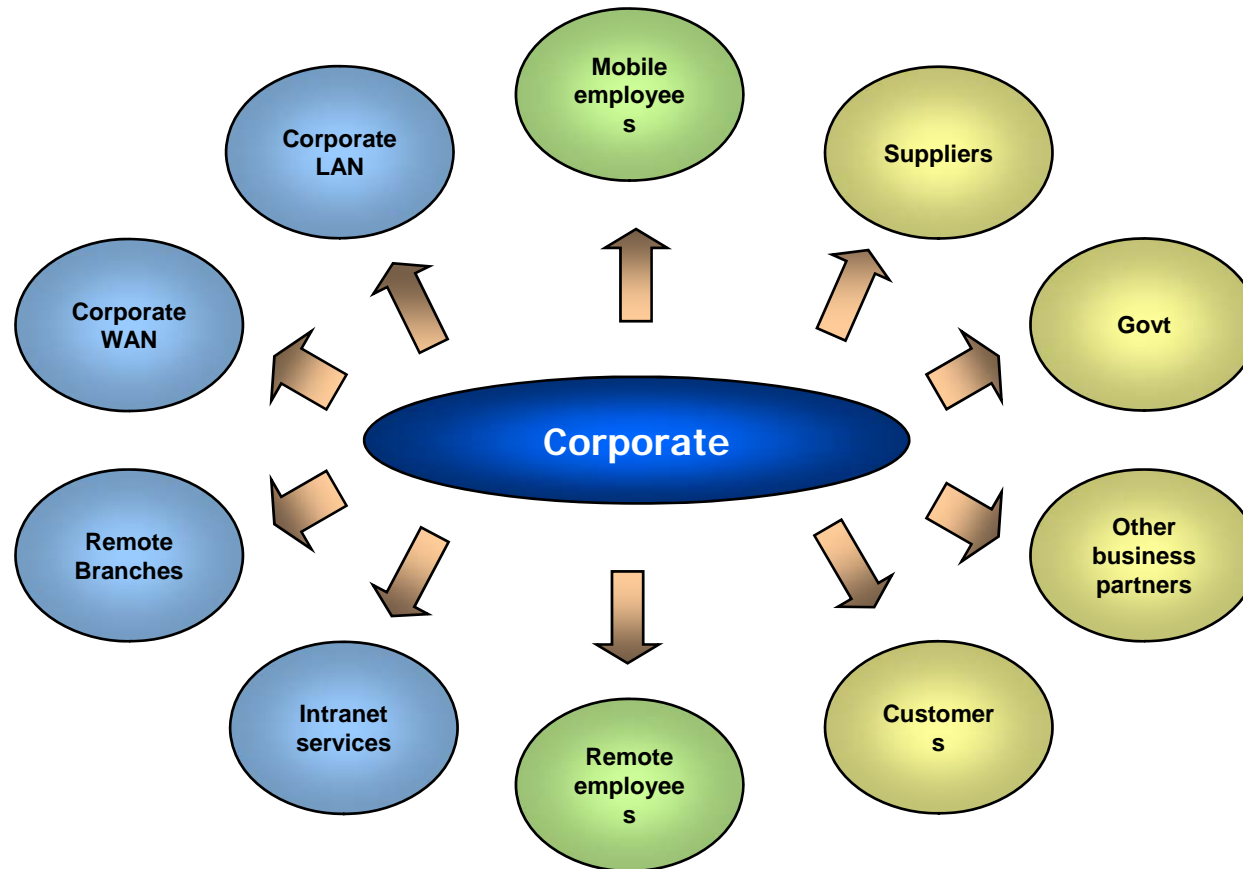 Mobile
employee
s
Corporate
LAN
Suppliers
Corporate
WAN
Govt
Corporate
Remote
Branches
Other
business
partners
Intranet
services
Remote
employee
s
Customer
s